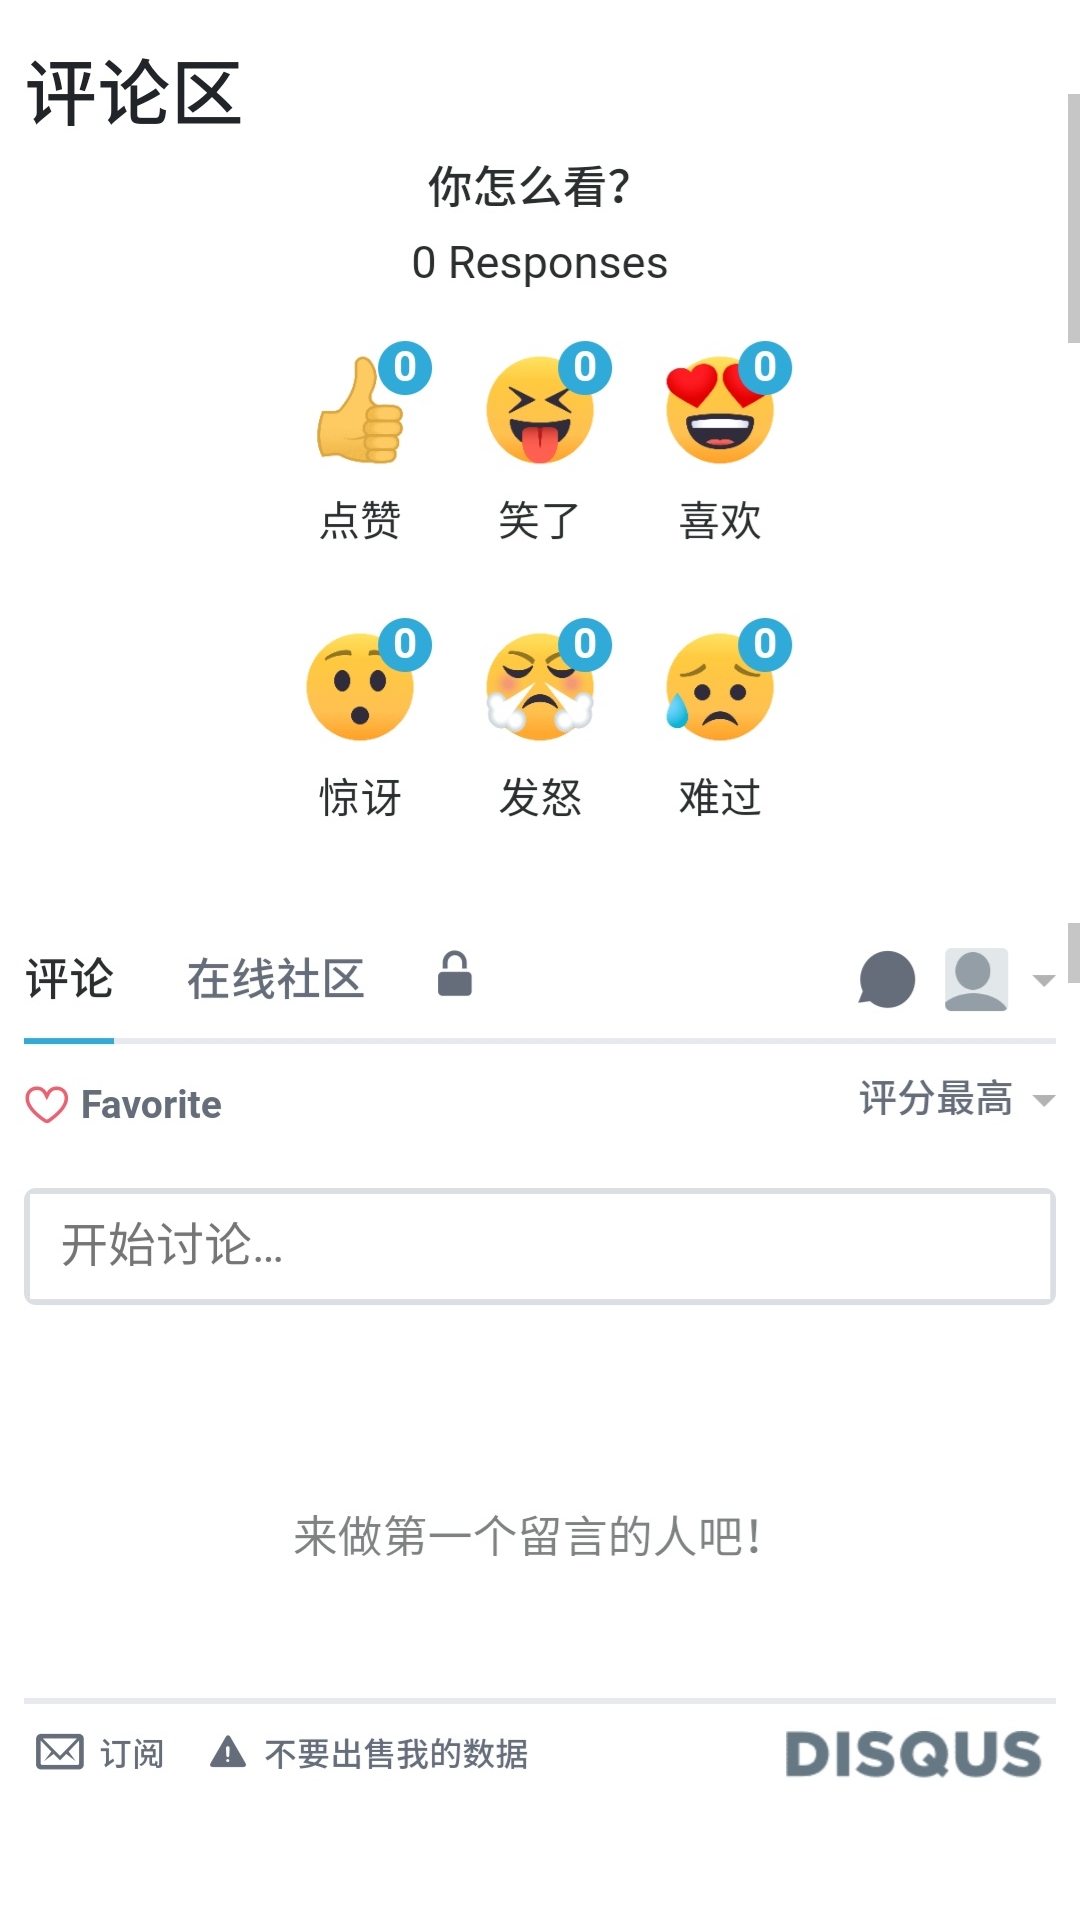 评论区
你怎么看？
0 Responses
0 0 0
点赞 笑了 喜欢
0 0 0
惊讶 发怒 难过
评论 在线社区
Favorite 评分最高
开始讨论...
来做第一个留言的人吧！
订阅 不要出售我的数据 DISQUS